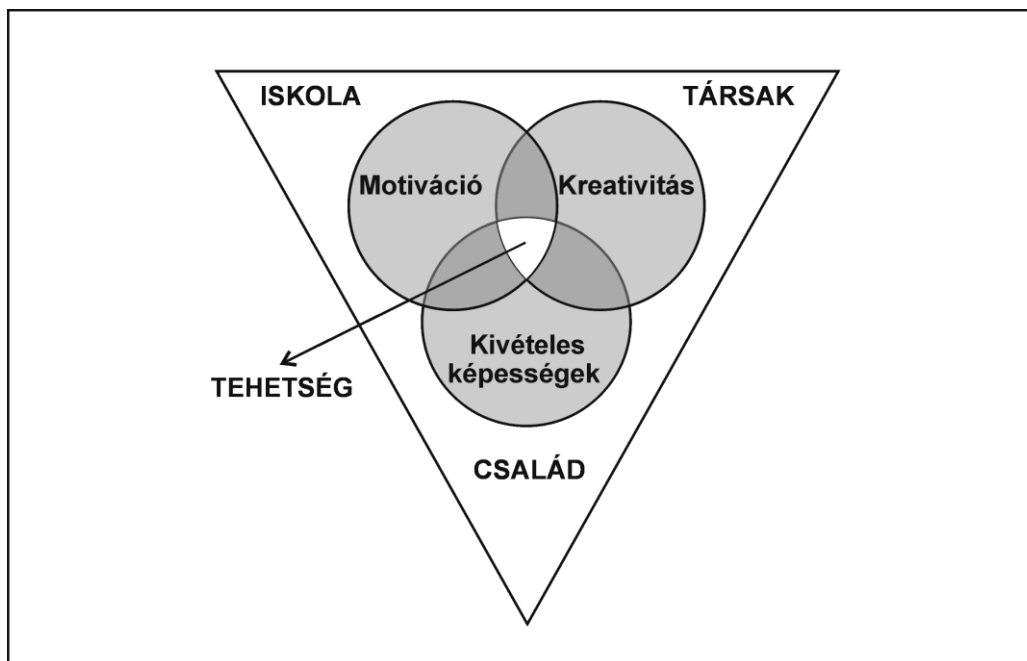 ISKOLA
TÁRSAK
Motiváció
Kreativitás
Kivételes
képességek
TEHETSÉG
CSALÁD